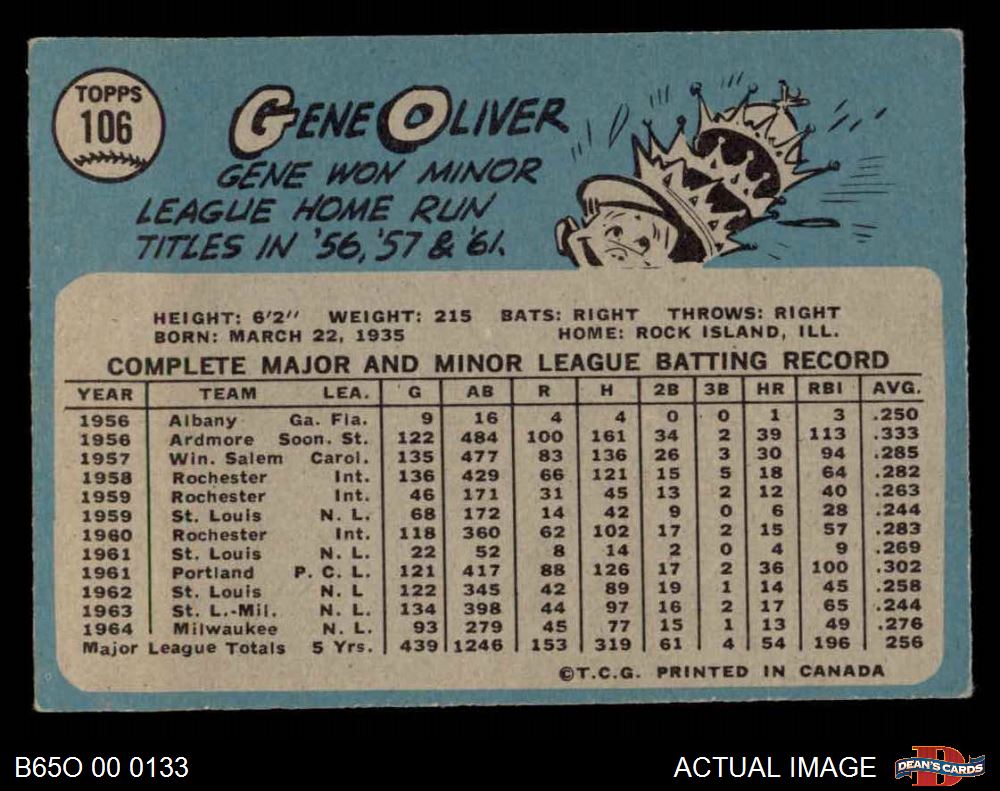 TOPPS
106
GENE OLIVER
GENE WON MINOR
LEAGUE HOME RUN
TITLES IN '56, '57 & '61.
HEIGHT: 6'2" WEIGHT: 215 BATS: RIGHT THROWS: RIGHT
BORN: MARCH 22, 1935 HOME: ROCK ISLAND, ILL.
COMPLETE MAJOR AND MINOR LEAGUE BATTING RECORD
YEAR TEAM LEA. G AB R H 2B 3B HR RBI AVG.
1956 Albany Ga. Fla. 9 16 4 4 0 0 1 3 .250
1956 Ardmore Soon. St. 122 484 100 161 34 2 39 113 .333
1957 Win. Salem Carol. 135 477 83 136 26 3 30 94 .285
1958 Rochester Int. 136 429 66 121 15 5 18 64 .282
1959 Rochester Int. 46 171 31 45 13 2 12 40 .263
1959 St. Louis N. L. 68 172 14 42 9 0 6 28 .244
1960 Rochester Int. 118 360 62 102 17 2 15 57 .283
1961 St. Louis N. L. 22 52 8 14 2 0 4 9 .269
1961 Portland P. C. L. 121 417 88 126 17 2 36 100 .302
1962 St. Louis N. L 122 345 42 89 19 1 14 45 .258
1963 St. L.-Mil. N. L. 134 398 44 97 16 2 17 65 .244
1964 Milwaukee N. L. 93 279 45 77 15 1 13 49 .276
Major League Totals 5 Yrs. 439 1246 153 319 61 4 54 196 256
©T.C.G. PRINTED IN CANADA
B65O 00 0133
ACTUAL IMAGE
DEAN'S CARDS